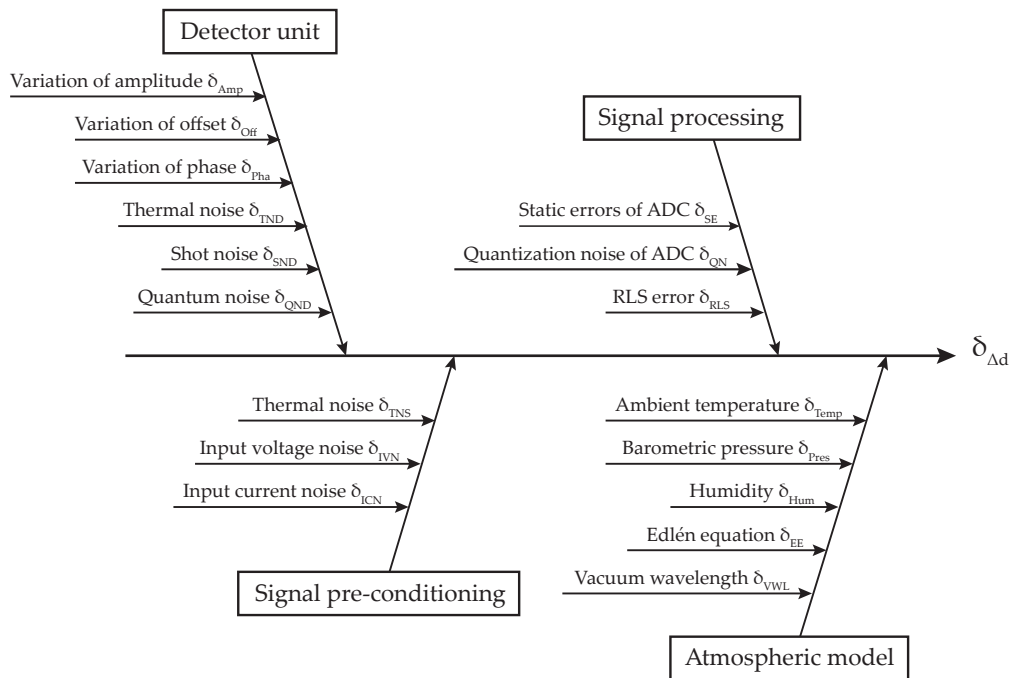 Detector unit
Variation of amplitude δAmp
Variation of offset δOff
Variation of phase δPha
Thermal noise δTND
Shot noise δSND
Quantum noise δQND
Signal processing
Static errors of ADC δSE
Quantization noise of ADC δQN
RLS error δRLS
δΔd
Thermal noise δTNS
Input voltage noise δIVN
Input current noise δICN
Signal pre-conditioning
Ambient temperature δTemp
Barometric pressure δPres
Humidity δHum
Edlén equation δEE
Vacuum wavelength δVWL
Atmospheric model